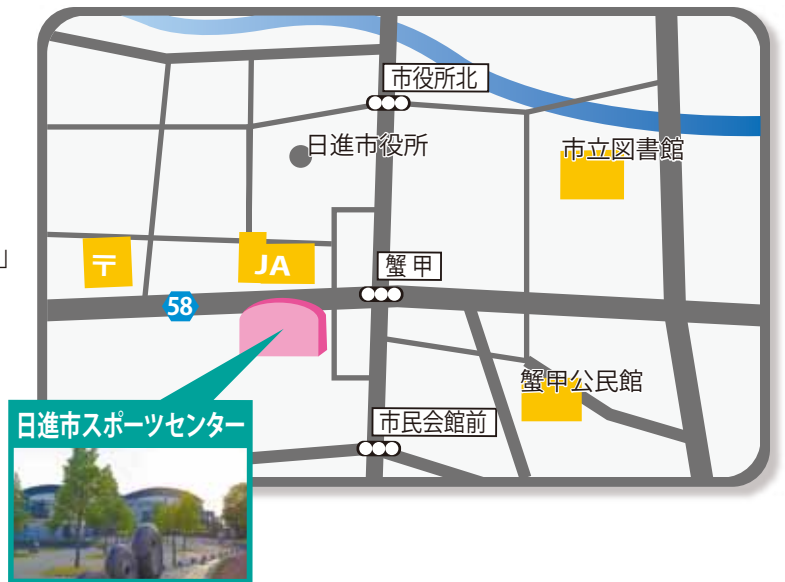 市役所北
日進市役所
市立図書館
」
〒
JA
蟹甲
58
蟹甲公民館
日進市スポーツセンター
市民会館前